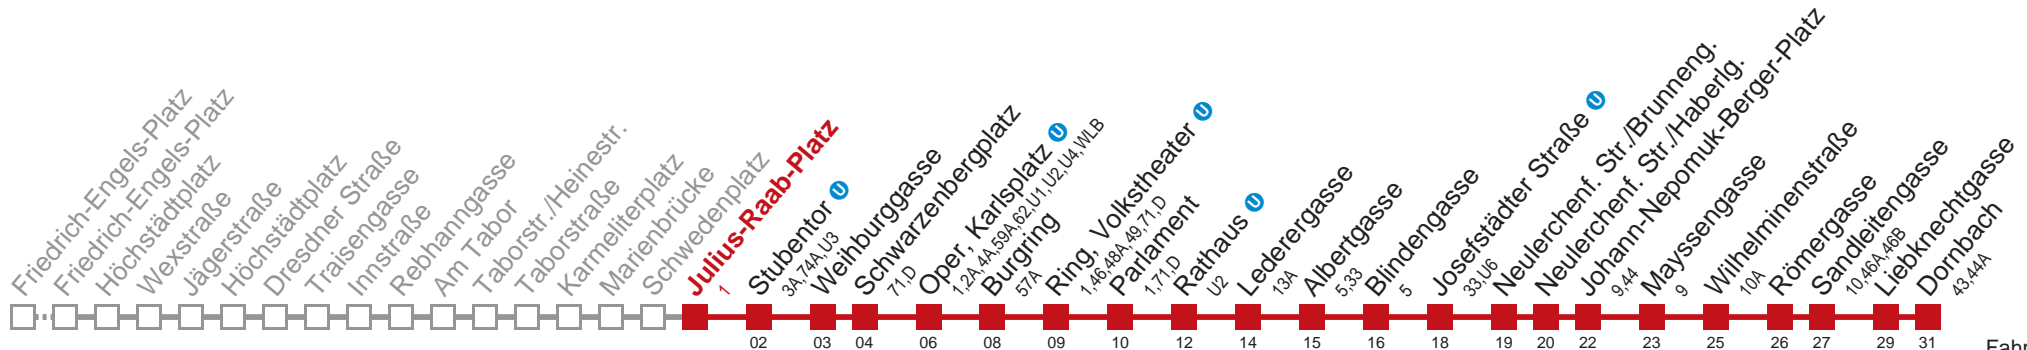 Friedrich-Engels-Platz
Friedrich-Engels-Platz
Höchstädtplatz
Wexstraße
Jägerstraße
Höchstädtplatz
Dresdner Straße
Traisengasse
Innstraße
Rebhanngasse
Am Tabor
Taborstr./Heinestr.
Taborstraße
Karmeliterplatz
Marienbrücke
Schwedenplatz
Julius-Raab-Platz
1
Stubentor U
3A,74A,U3
Weihburggasse
Schwarzenbergplatz
71,D
Oper, Karlsplatz U
1,2A,4A,59A,62,U1,U2,U4,WLB
Burgring
57A
Ring, Volkstheater U
1,46,48A,49,71,D
Parlament
1,71,D
Rathaus U
U2
Lederergasse
13A
Albertgasse
5,33
Blindengasse
5
Josefstädter Straße U
33,U6
Neulerchenf. Str./Brunneng.
Neulerchenf. Str./Haberlg.
Johann-Nepomuk-Berger-Platz
9,44
Mayssengasse
9
Wilhelminenstraße
10A
Römergasse
Sandleitengasse
10,46A,46B
Liebknechtgasse
Dornbach
43,44A
02 03 04 06 08 09 10 12 14 15 16 18 19 20 22 23 25 26 27 29 31
Fahr